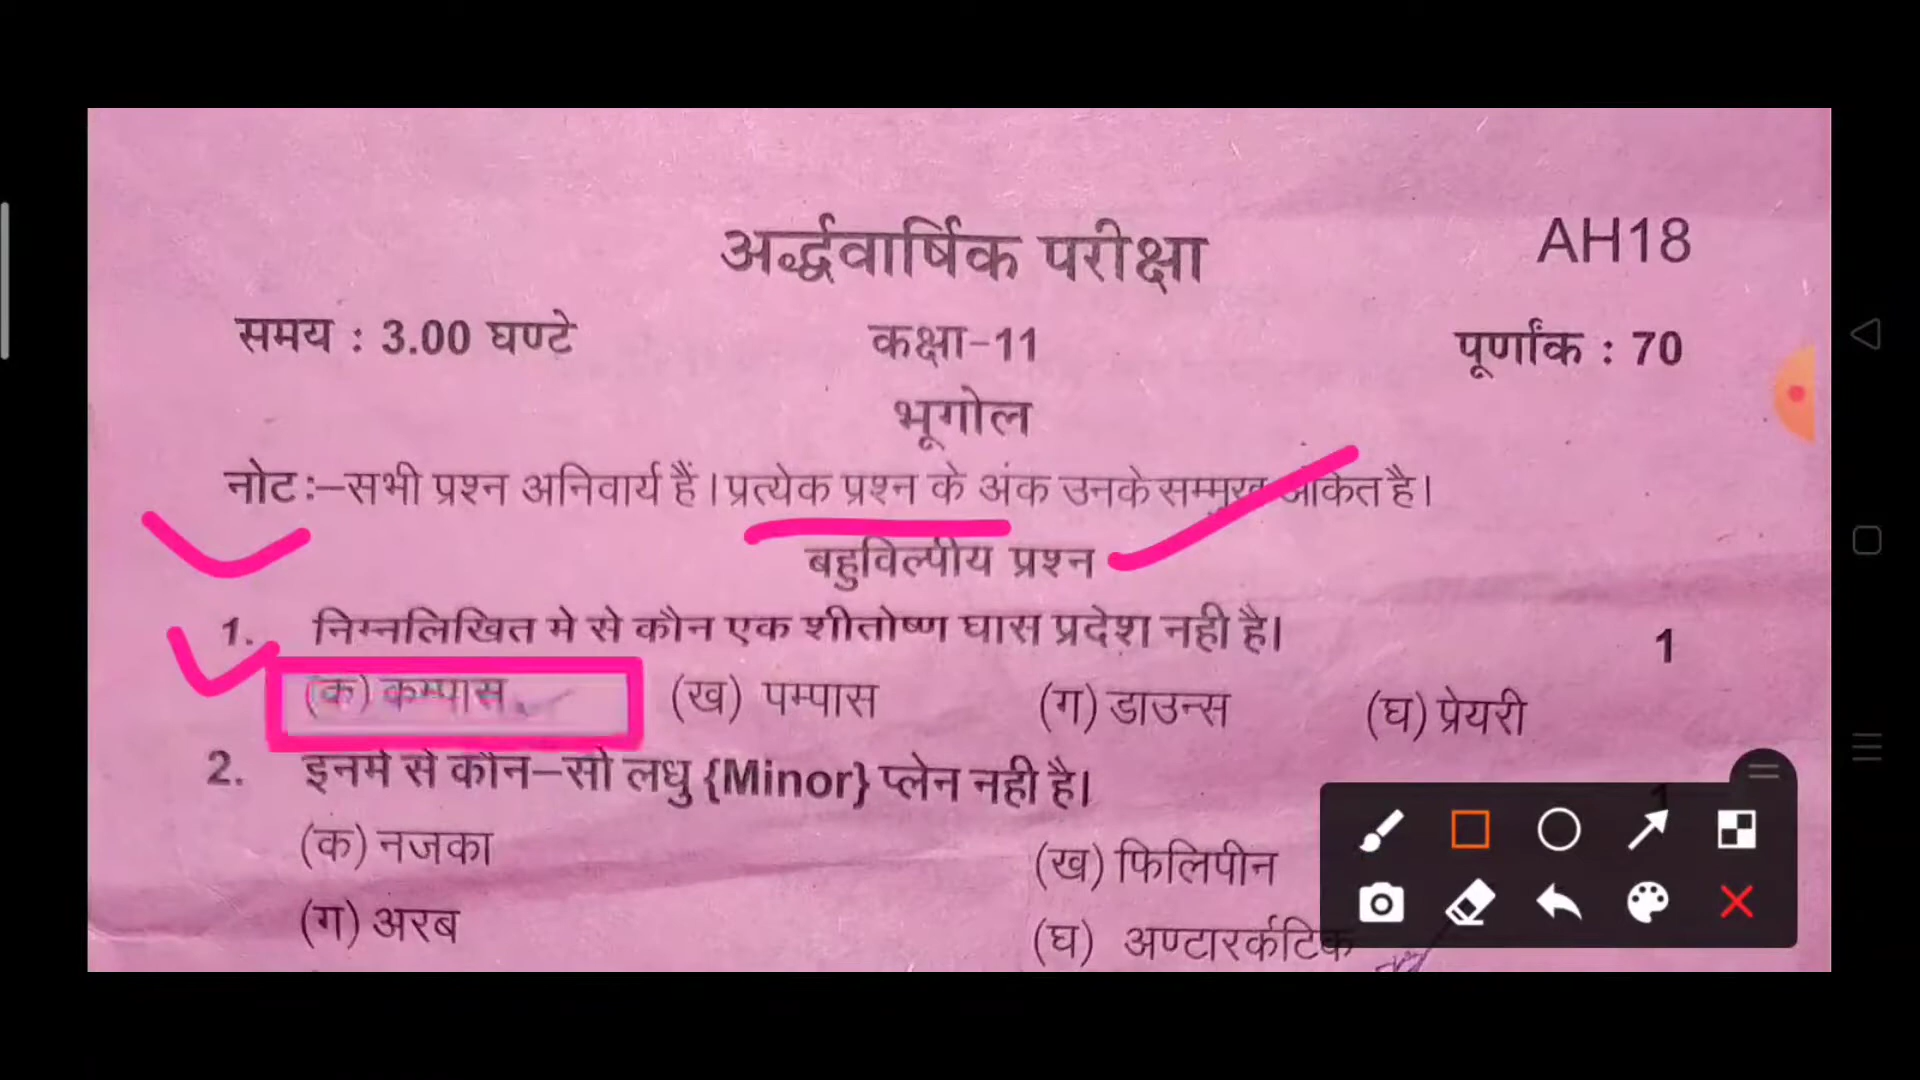 अर्द्धवार्षिक परीक्षा
AH18
समय : 3.00 घण्टे
कक्षा-11
पूर्णांक : 70
भूगोल
नोट :–सभी प्रश्न अनिवार्य हैं । प्रत्येक प्रश्न के अंक उनके सम्मुख अंकित है ।
बहुविल्पीय प्रश्न
1. निम्नलिखित मे से कौन एक शीतोष्ण घास प्रदेश नही है। 1
(क) कम्पास (ख) पम्पास (ग) डाउन्स (घ) प्रेयरी
2. इनमे से कौन–सी लधु {Minor} प्लेन नही है। 1
(क) नजका (ख) फिलिपीन
(ग) अरब (घ) अण्टारर्कटिक